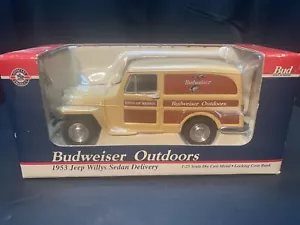 Bud
Budweiser Outdoors
Budweiser Outdoors
1953 Jeep Willys Sedan Delivery
1:25 Scale Die Cast Metal • Locking Coin Bank